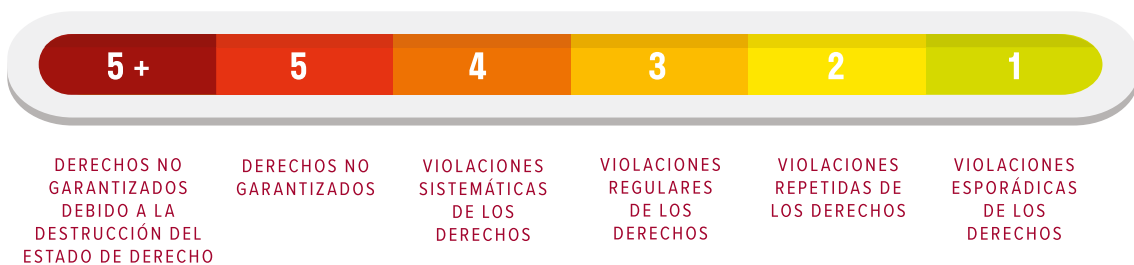 5 +
5
4
3
2
1
DERECHOS NO
GARANTIZADOS
DEBIDO A LA
DESTRUCCIÓN DEL
ESTADO DE DERECHO
DERECHOS NO
GARANTIZADOS
VIOLACIONES
SISTEMÁTICAS
DE LOS
DERECHOS
VIOLACIONES
REGULARES
DE LOS
DERECHOS
VIOLACIONES
REPETIDAS DE
LOS DERECHOS
VIOLACIONES
ESPORÁDICAS
DE LOS
DERECHOS